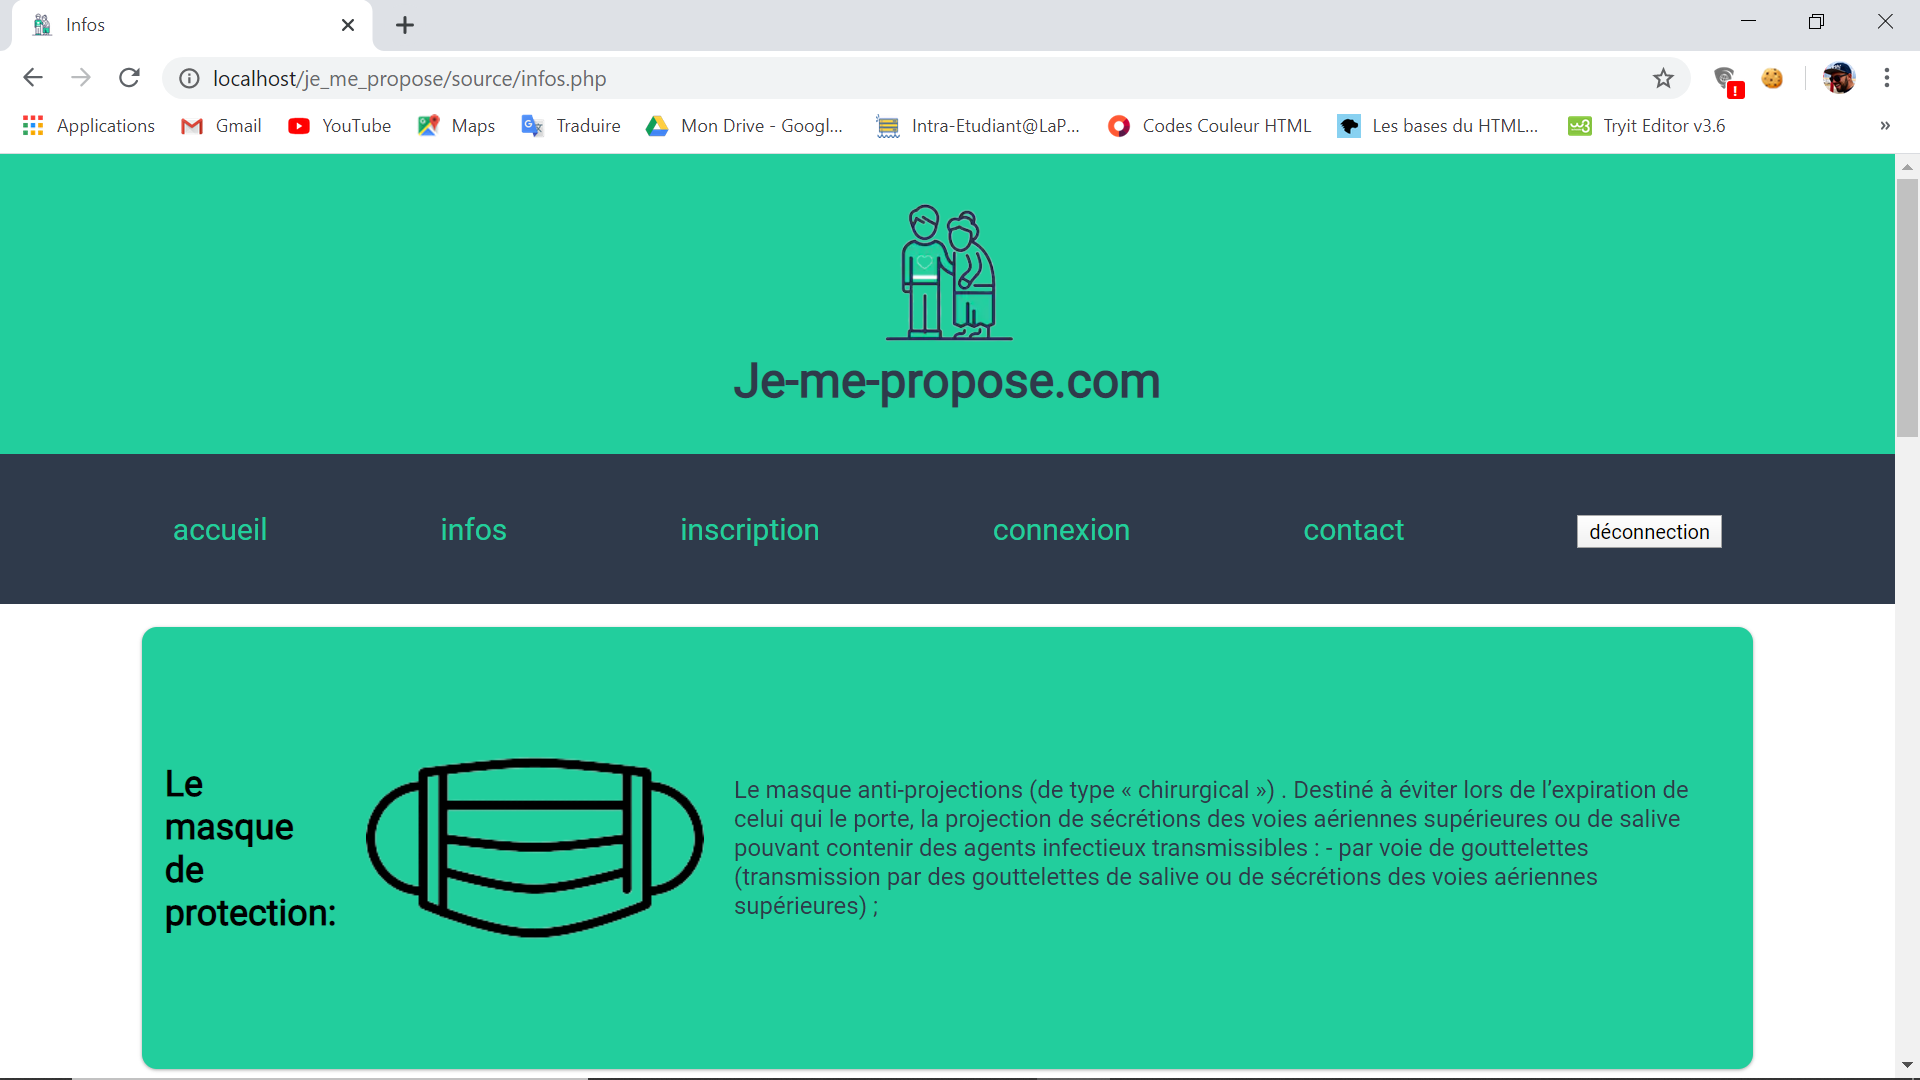 Infos
localhost/je_me_propose/source/infos.php
Applications Gmail YouTube Maps Traduire Mon Drive - Googl... Intra-Etudiant@LaP... Codes Couleur HTML Les bases du HTML... Tryit Editor v3.6 »
Je-me-propose.com
accueil infos inscription connexion contact déconnection
Le
masque
de
protection:
Le masque anti-projections (de type « chirurgical ») . Destiné à éviter lors de l’expiration de
celui qui le porte, la projection de sécrétions des voies aériennes supérieures ou de salive
pouvant contenir des agents infectieux transmissibles : - par voie de gouttelettes
(transmission par des gouttelettes de salive ou de sécrétions des voies aériennes
supérieures) ;